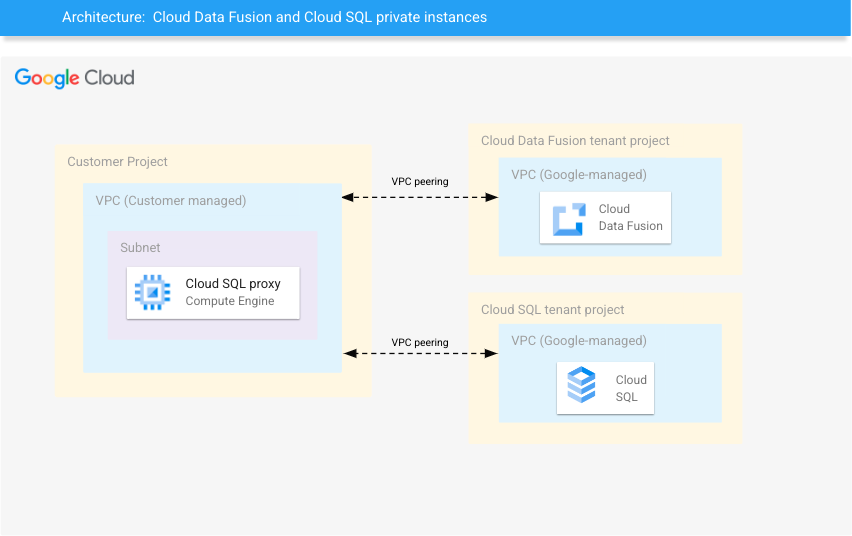 Architecture: Cloud Data Fusion and Cloud SQL private instances
Google Cloud
Customer Project
VPC (Customer managed)
Subnet
Cloud SQL proxy
Compute Engine
VPC peering
VPC peering
Cloud Data Fusion tenant project
VPC (Google-managed)
Cloud
Data Fusion
Cloud SQL tenant project
VPC (Google-managed)
Cloud
SQL